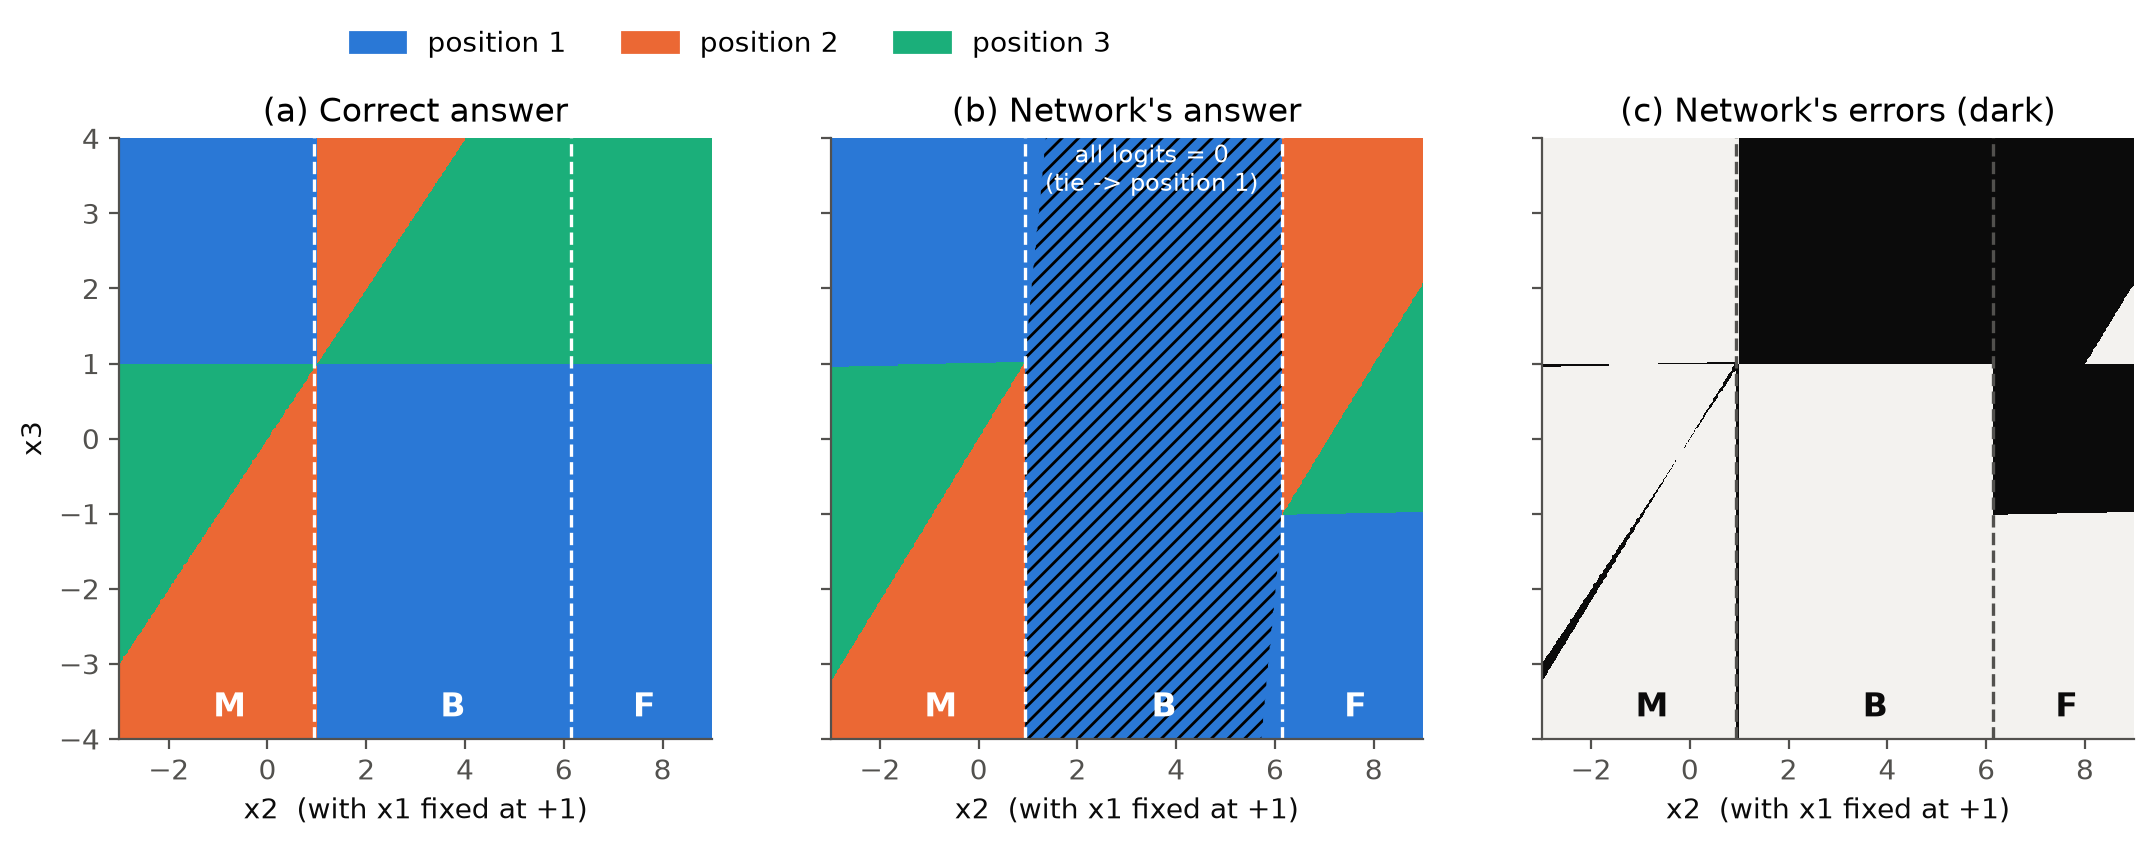 position 1 position 2 position 3
(a) Correct answer
4
3
2
1
0
−1
−2
−3
−4
x3
M B F
−2 0 2 4 6 8
x2 (with x1 fixed at +1)
(b) Network's answer
all logits = 0
(tie -> position 1)
M B F
−2 0 2 4 6 8
x2 (with x1 fixed at +1)
(c) Network's errors (dark)
M B F
−2 0 2 4 6 8
x2 (with x1 fixed at +1)